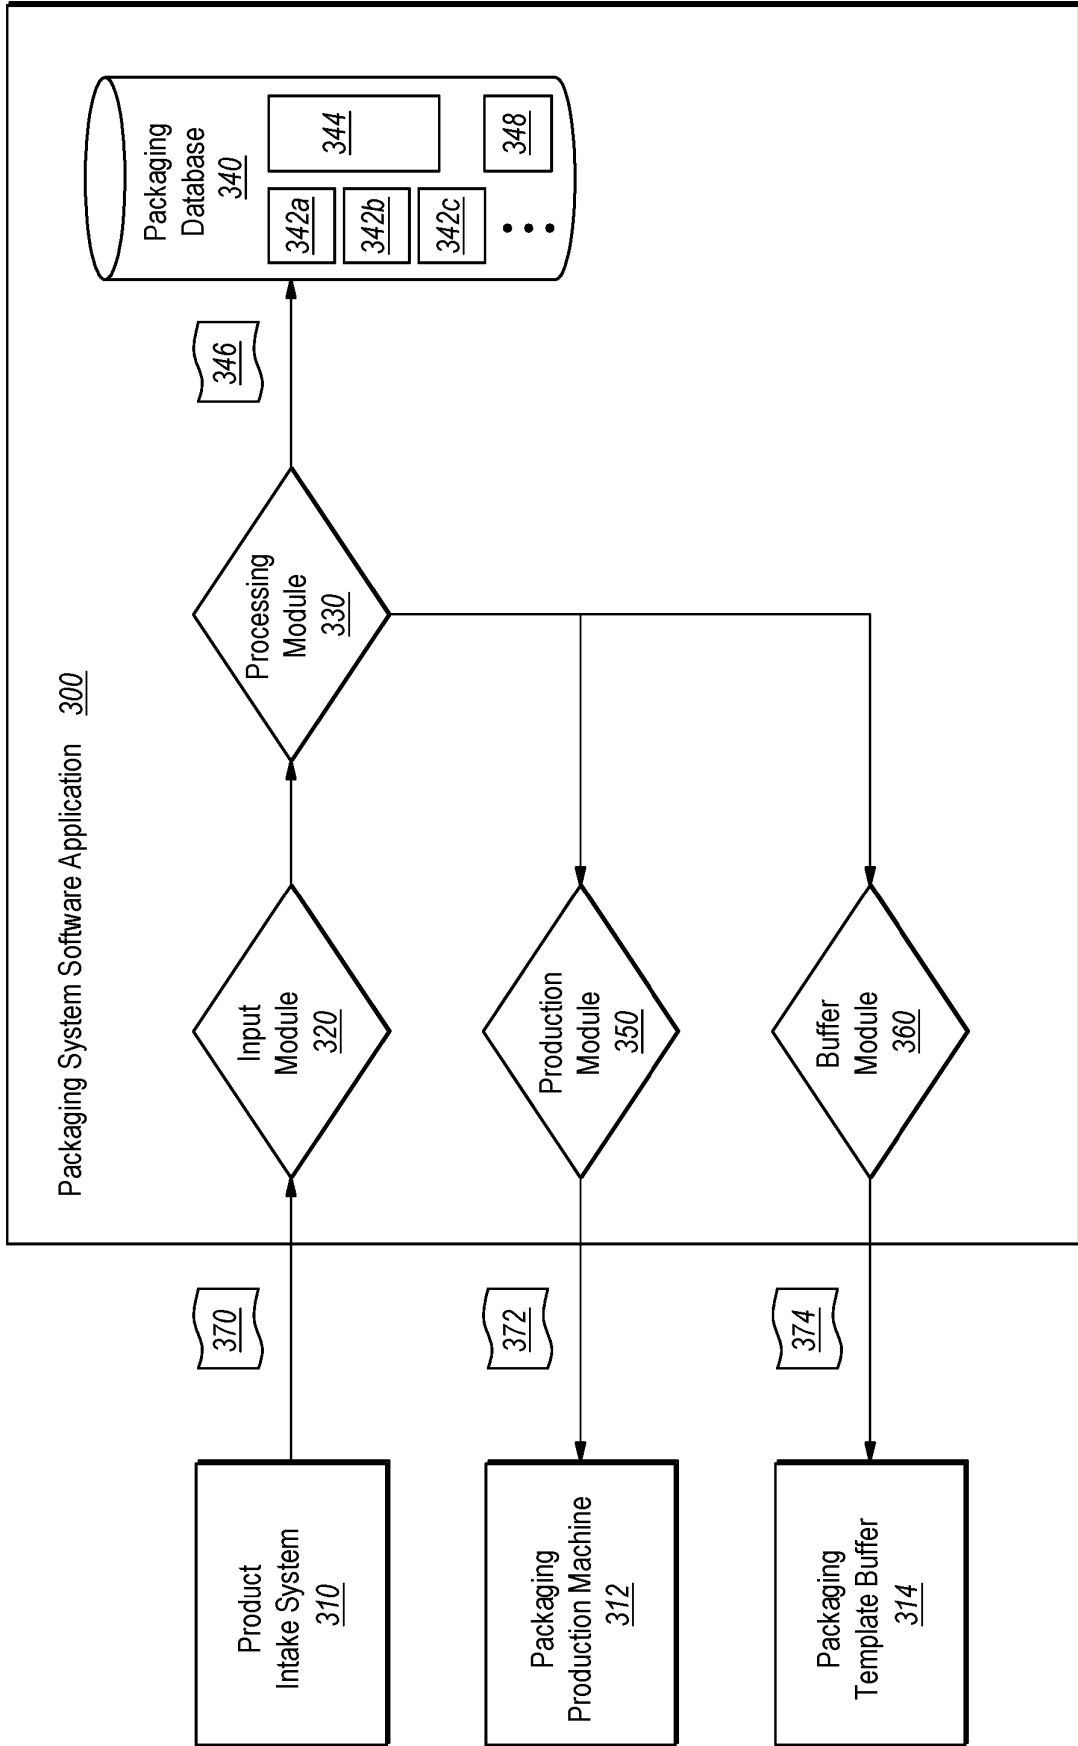 Packaging System Software Application 300
Product
Intake System
310
370
Input
Module
320
Processing
Module
330
346
Packaging
Database
340
342a
342b
342c
344
348
Packaging
Production Machine
312
372
Production
Module
350
Packaging
Template Buffer
314
374
Buffer
Module
360